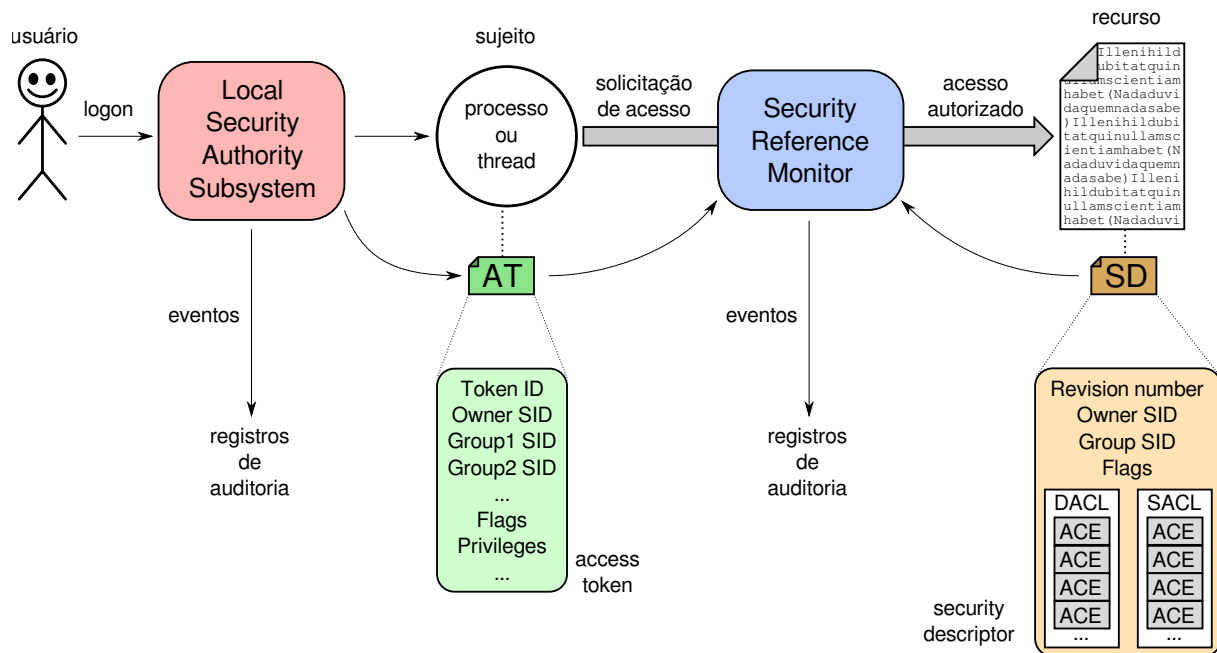 usuário
logon
Local
Security
Authority
Subsystem
sujeito
processo
ou
thread
solicitação
de acesso
Security
Reference
Monitor
acesso
autorizado
recurso
Illenihild
ubitatquin
ullamscientiam
habet(Nadaduvi
daquemnadasabe
)Illenihildubi
tatquinullamsc
ientiamhabet(N
adaduvidaquemn
adasabe)Illeni
hildubitatquin
ullamscientiam
habet(Nadaduvi
AT
SD
eventos
registros
de
auditoria
Token ID
Owner SID
Group1 SID
Group2 SID
...
Flags
Privileges
...
access
token
eventos
registros
de
auditoria
Revision number
Owner SID
Group SID
Flags
DACL
ACE
ACE
ACE
ACE
...
SACL
ACE
ACE
ACE
ACE
...
security
descriptor